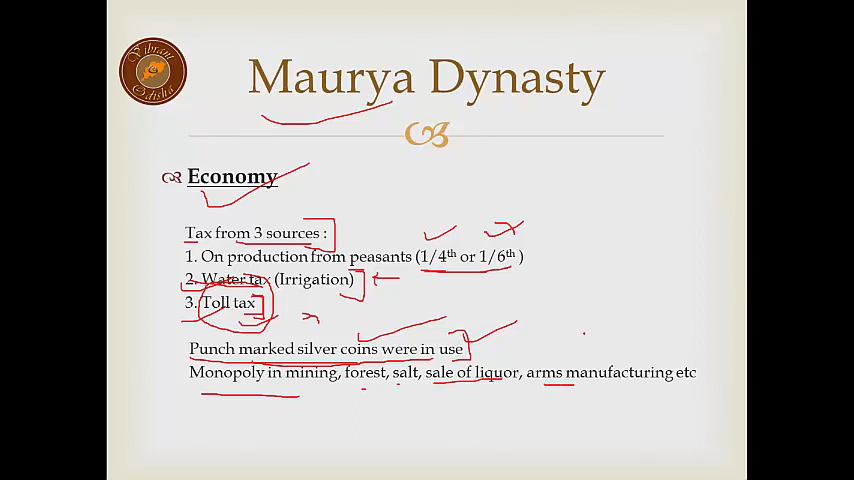 Vibrant
Odisha
Maurya Dynasty
Economy
Tax from 3 sources :
1. On production from peasants (1/4th or 1/6th )
2. Water tax (Irrigation)
3. Toll tax
Punch marked silver coins were in use
Monopoly in mining, forest, salt, sale of liquor, arms manufacturing etc